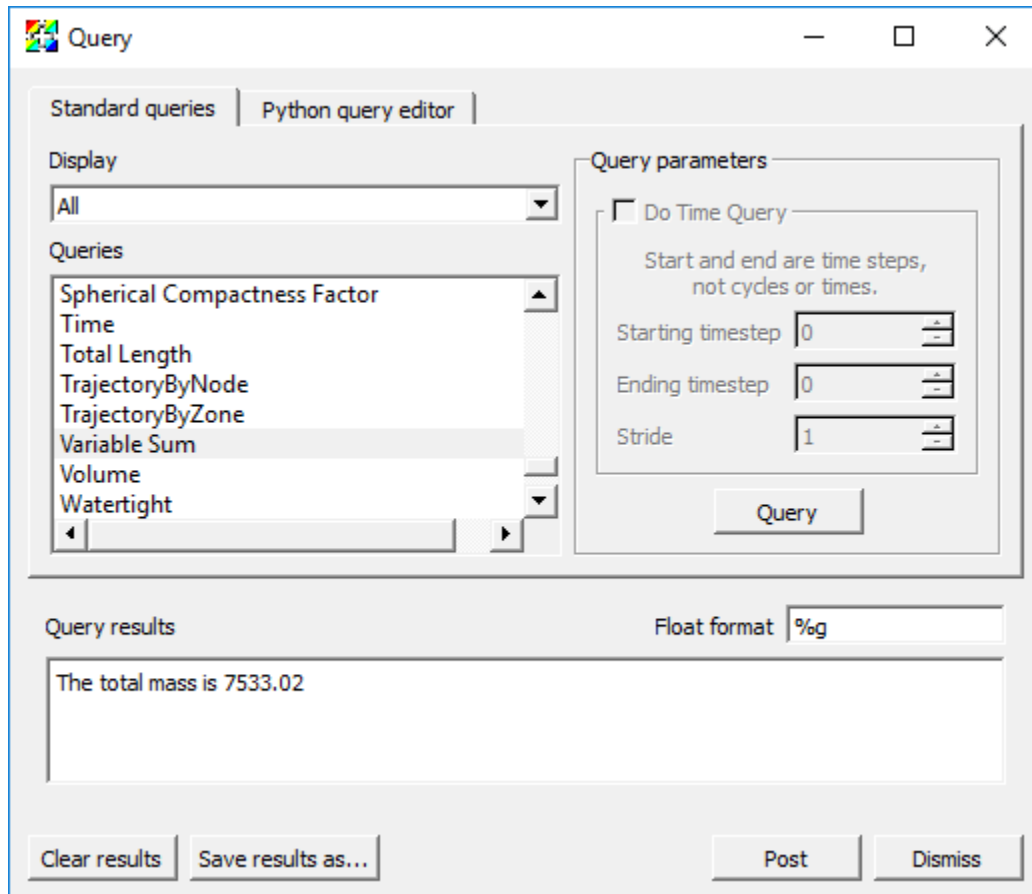 Query
Standard queries
Python query editor
Display
All
Queries
Spherical Compactness Factor
Time
Total Length
TrajectoryByNode
TrajectoryByZone
Variable Sum
Volume
Watertight
Query parameters
Do Time Query
Start and end are time steps,
not cycles or times.
Starting timestep 0
Ending timestep 0
Stride 1
Query
Query results
Float format %g
The total mass is 7533.02
Clear results
Save results as...
Post
Dismiss